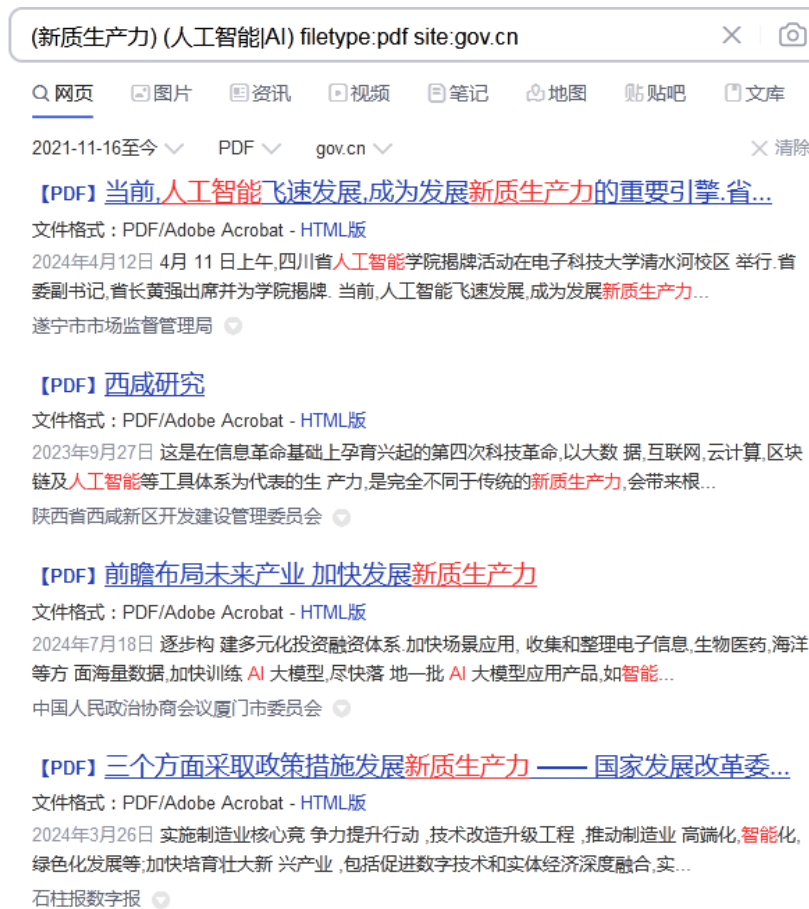 (新质生产力) (人工智能|AI) filetype:pdf site:gov.cn
网页 图片 资讯 视频 笔记 地图 贴吧 文库
2021-11-16至今 PDF gov.cn 清除
【PDF】当前,人工智能飞速发展,成为发展新质生产力的重要引擎.省...
文件格式：PDF/Adobe Acrobat - HTML版
2024年4月12日 4月 11 日上午,四川省人工智能学院揭牌活动在电子科技大学清水河校区 举行.省
委副书记,省长黄强出席并为学院揭牌. 当前,人工智能飞速发展,成为发展新质生产力...
遂宁市市场监督管理局
【PDF】西咸研究
文件格式：PDF/Adobe Acrobat - HTML版
2023年9月27日 这是在信息革命基础上孕育兴起的第四次科技革命,以大数 据,互联网,云计算,区块
链及人工智能等工具体系为代表的生 产力,是完全不同于传统的新质生产力,会带来根...
陕西省西咸新区开发建设管理委员会
【PDF】前瞻布局未来产业 加快发展新质生产力
文件格式：PDF/Adobe Acrobat - HTML版
2024年7月18日 逐步构 建多元化投资融资体系.加快场景应用, 收集和整理电子信息,生物医药,海洋
等方 面海量数据,加快训练 AI 大模型,尽快落 地一批 AI 大模型应用产品,如智能...
中国人民政治协商会议厦门市委员会
【PDF】三个方面采取政策措施发展新质生产力 —— 国家发展改革委...
文件格式：PDF/Adobe Acrobat - HTML版
2024年3月26日 实施制造业核心竞 争力提升行动 ,技术改造升级工程 ,推动制造业 高端化,智能化,
绿色化发展等;加快培育壮大新 兴产业 ,包括促进数字技术和实体经济深度融合,实...
石柱报数字报